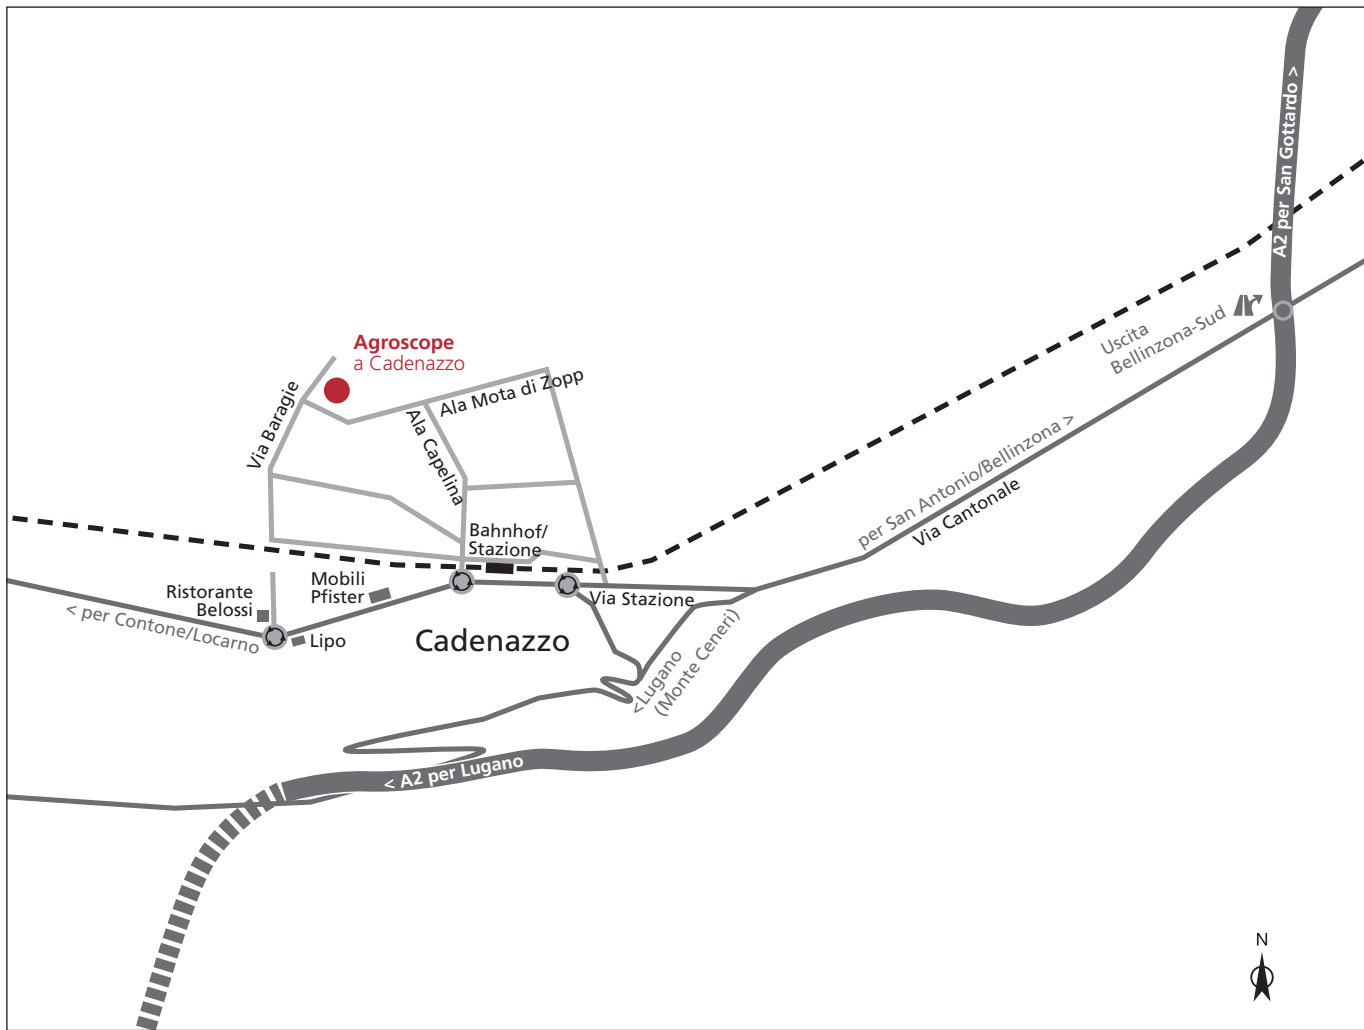 A2 per San Gottardo >
Uscita
Bellinzona-Sud
Agroscope
a Cadenazzo
Via Baragie
Ala Mota di Zopp
Ala Capelina
per San Antonio/Bellinzona >
Via Cantonale
Bahnhof/
Stazione
Mobili
Pfister
Ristorante
Belossi
< per Contone/Locarno
Lipo
Via Stazione
Cadenazzo
<Lugano
(Monte Ceneri)
< A2 per Lugano
N